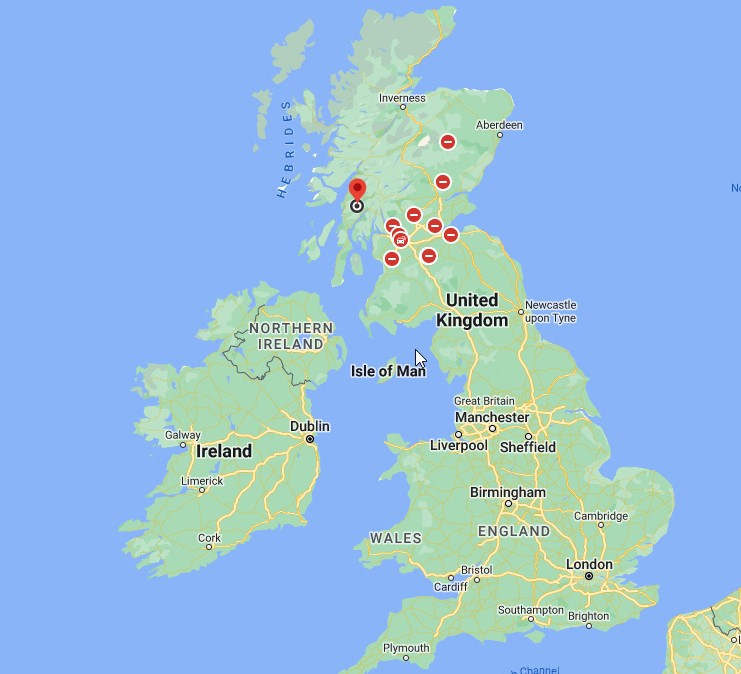 Inverness
Aberdeen
HEBRIDES
No
United
Kingdom
Newcastle
upon Tyne
NORTHERN
IRELAND
Isle of Man
Great Britain
Manchester
Dublin
Galway
Ireland
Liverpool
Sheffield
Limerick
Birmingham
Cambridge
Cork
WALES
ENGLAND
London
Bristol
Cardiff
Southampton
Brighton
Plymouth
Channel